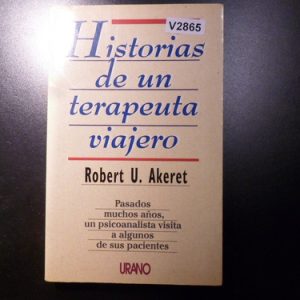 V2865
Historias
de un
terapeuta
viajero
Robert U. Akeret
Pasados
muchos años,
un psicoanalista visita
a algunos
de sus pacientes
URANO